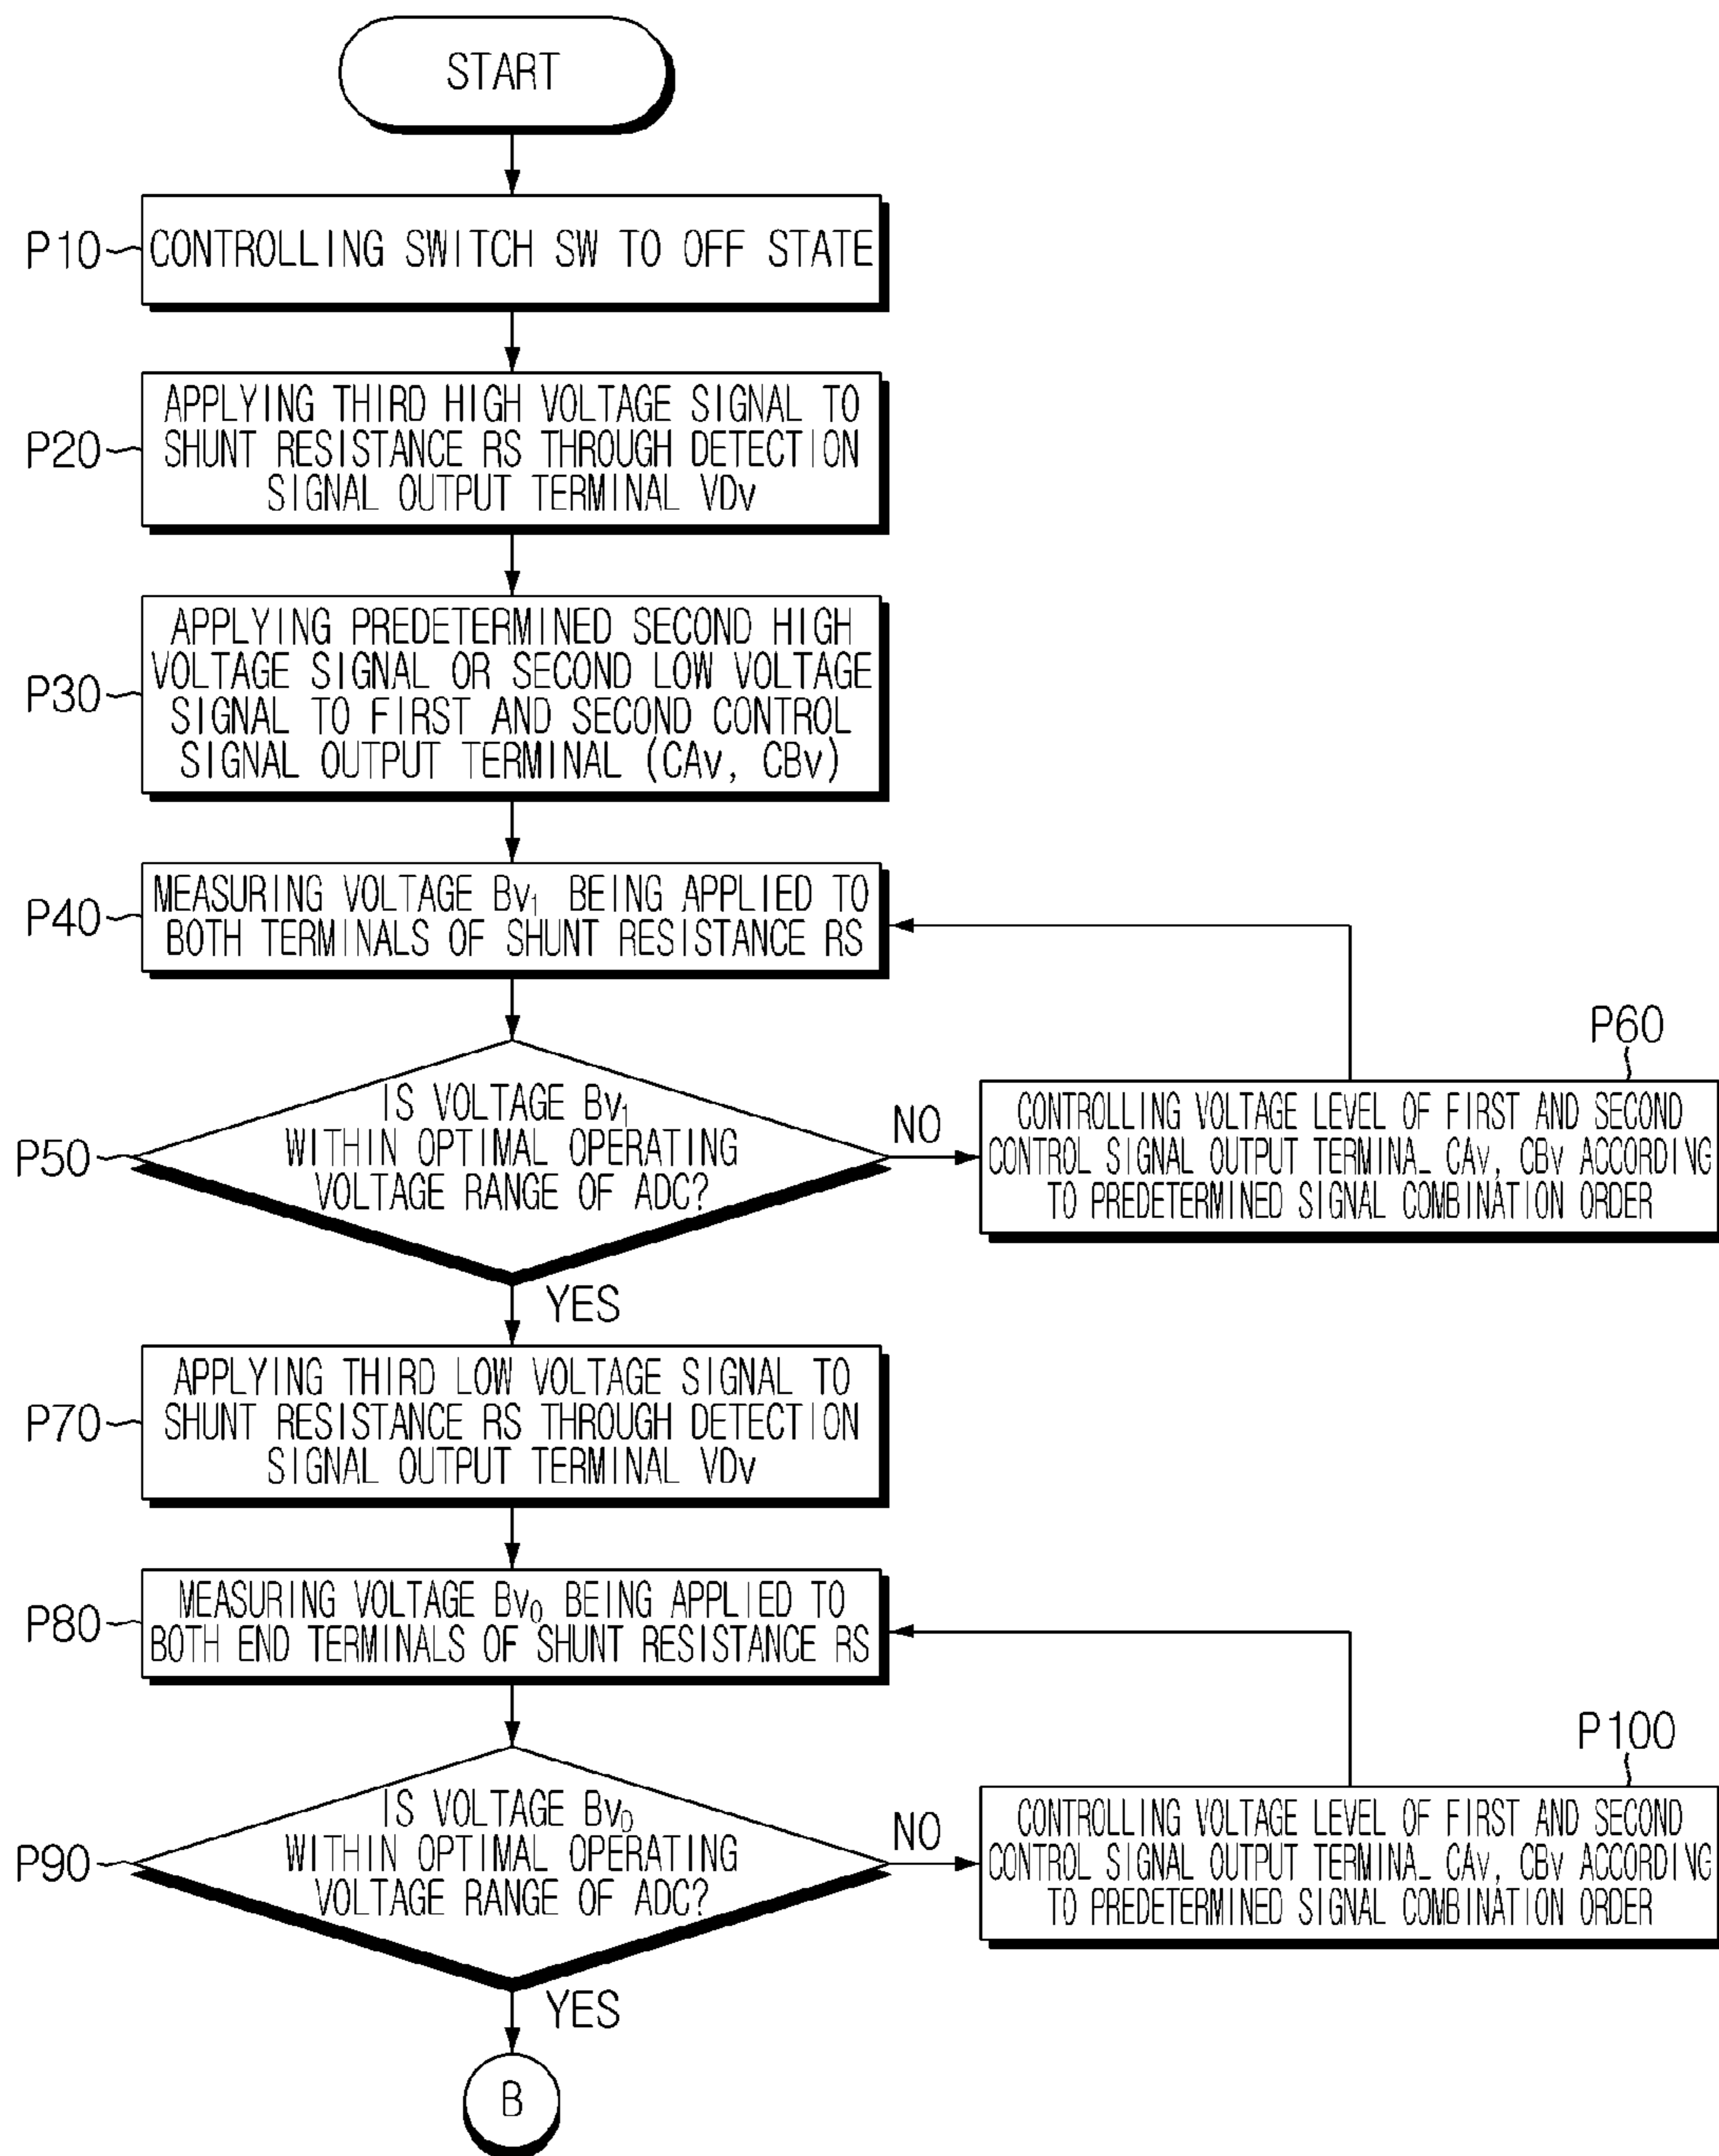 START
P10
CONTROLLING SWITCH SW TO OFF STATE
P20
APPLYING THIRD HIGH VOLTAGE SIGNAL TO
SHUNT RESISTANCE RS THROUGH DETECTION
SIGNAL OUTPUT TERMINAL VDv
P30
APPLYING PREDETERMINED SECOND HIGH
VOLTAGE SIGNAL OR SECOND LOW VOLTAGE
SIGNAL TO FIRST AND SECOND CONTROL
SIGNAL OUTPUT TERMINAL (CAv, CBv)
P40
MEASURING VOLTAGE Bv₁ BEING APPLIED TO
BOTH TERMINALS OF SHUNT RESISTANCE RS
P50
IS VOLTAGE Bv₁
WITHIN OPTIMAL OPERATING
VOLTAGE RANGE OF ADC?
NO
P60
CONTROLLING VOLTAGE LEVEL OF FIRST AND SECOND
CONTROL SIGNAL OUTPUT TERMINAL CAv, CBv ACCORDING
TO PREDETERMINED SIGNAL COMBINATION ORDER
YES
P70
APPLYING THIRD LOW VOLTAGE SIGNAL TO
SHUNT RESISTANCE RS THROUGH DETECTION
SIGNAL OUTPUT TERMINAL VDv
P80
MEASURING VOLTAGE Bv₀ BEING APPLIED TO
BOTH END TERMINALS OF SHUNT RESISTANCE RS
P90
IS VOLTAGE Bv₀
WITHIN OPTIMAL OPERATING
VOLTAGE RANGE OF ADC?
NO
P100
CONTROLLING VOLTAGE LEVEL OF FIRST AND SECOND
CONTROL SIGNAL OUTPUT TERMINAL CAv, CBv ACCORDING
TO PREDETERMINED SIGNAL COMBINATION ORDER
YES
B